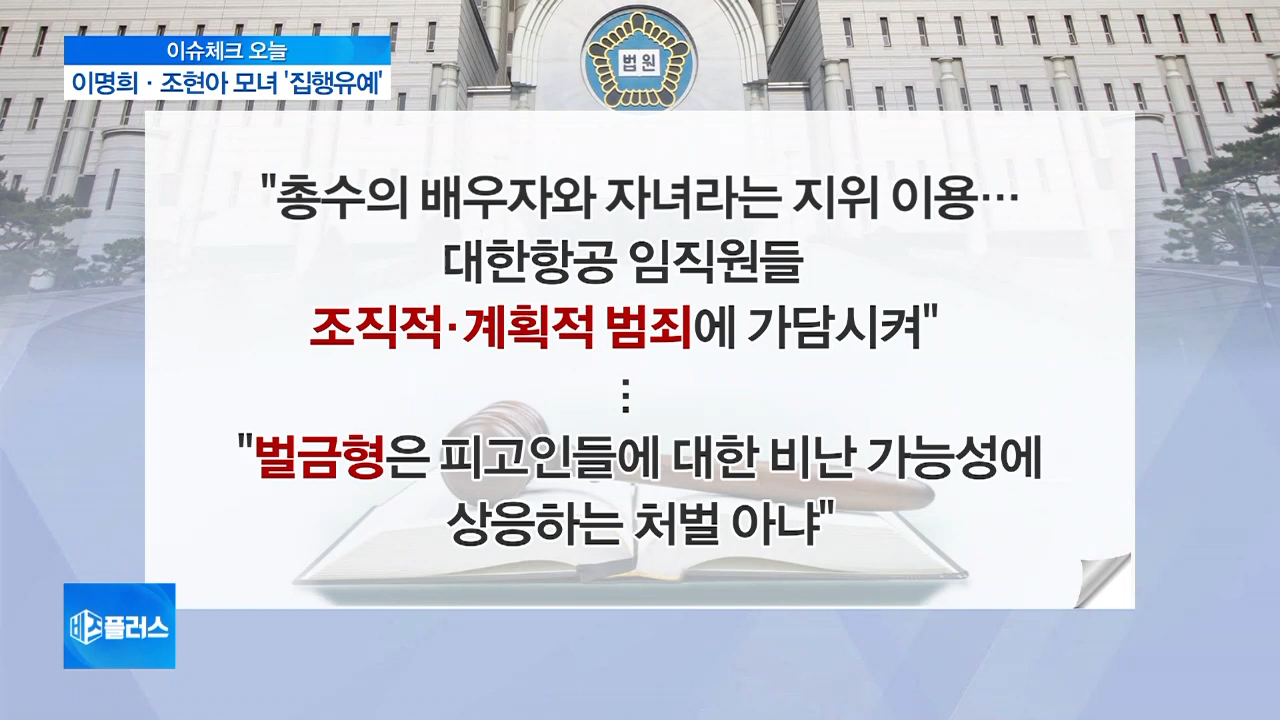 법원
이슈체크 오늘
이명희·조현아 모녀 '집행유예'
"총수의 배우자와 자녀라는 지위 이용…
대한항공 임직원들
조직적·계획적 범죄에 가담시켜"
⋮
"벌금형은 피고인들에 대한 비난 가능성에
상응하는 처벌 아냐"
비즈플러스